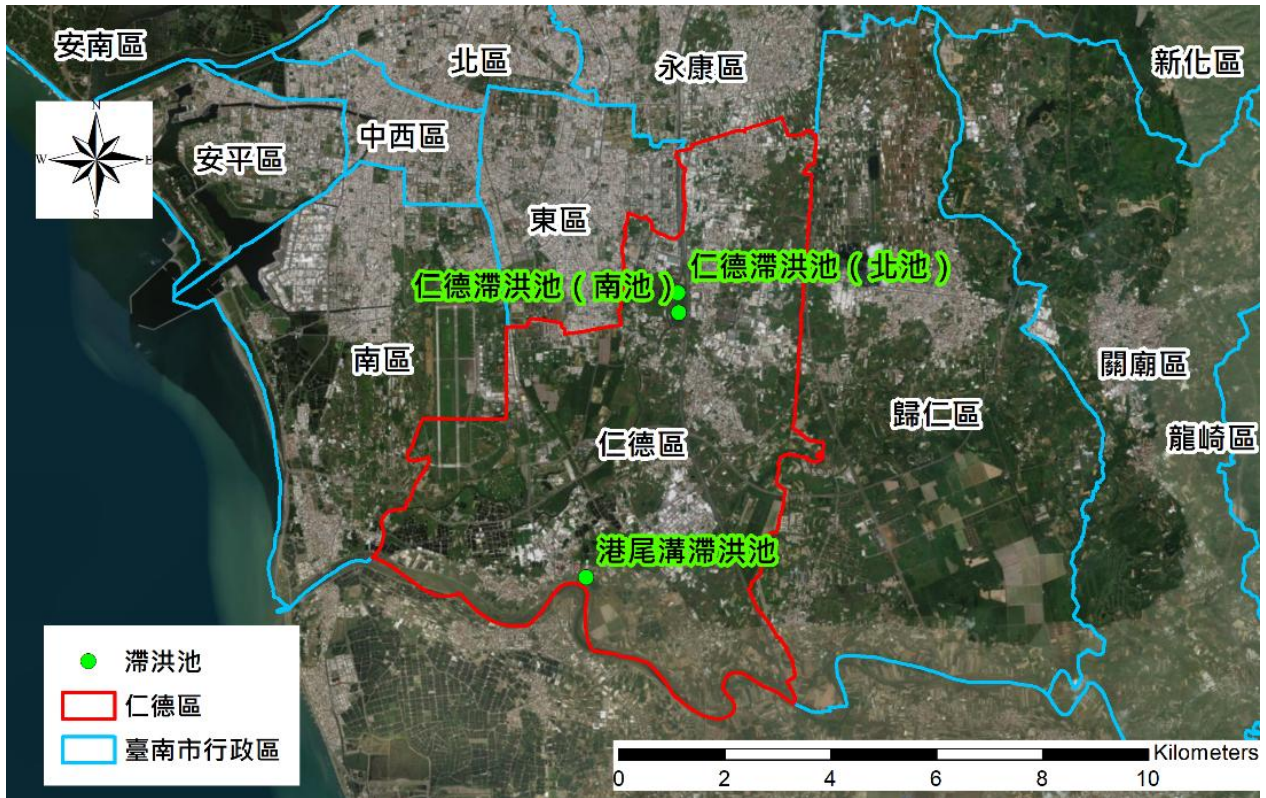 安南區
北區
永康區
新化區
N
W
E
S
中西區
安平區
東區
仁德滯洪池（北池）
仁德滯洪池（南池）
南區
關廟區
歸仁區
龍崎區
仁德區
港尾溝滯洪池
滯洪池
仁德區
臺南市行政區
Kilometers
0 2 4 6 8 10